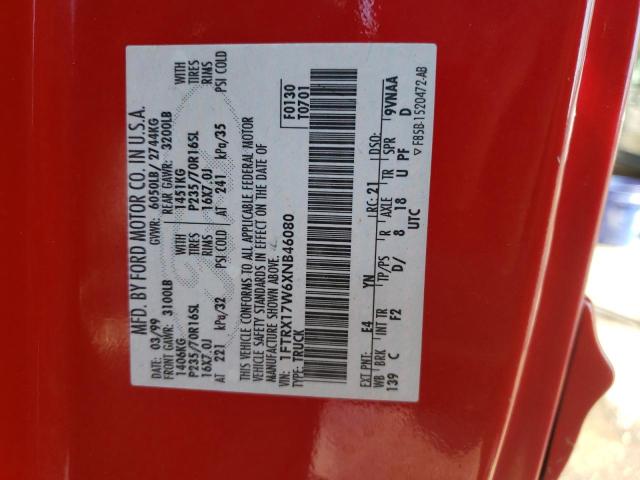 MFD. BY FORD MOTOR CO. IN U.S.A.
DATE: 03/99 GVWR: 6050LB/ 2744KG
FRONT GAWR: 3100LB REAR GAWR: 3200LB
1406KG 1451KG WITH
P235/70R16SL P235/70R16SL TIRES
16X7.0J 16X7.0J RIMS
AT 221 kPa/32 PSI COLD AT 241 kPa/35 PSI COLD
THIS VEHICLE CONFORMS TO ALL APPLICABLE FEDERAL MOTOR
VEHICLE SAFETY STANDARDS IN EFFECT ON THE DATE OF
MANUFACTURE SHOWN ABOVE.
VIN: 1FTRX17W6XNB46080
TYPE: TRUCK
F0130
T0701
EXT PNT: E4 YN RC: 21 DSO:
WB BRK INT TR TP/PS R AXLE TR SPR
139 C F2 D/ 8 18 U PF D 9VNAA
UTC
▽ F85B-1520472-AB